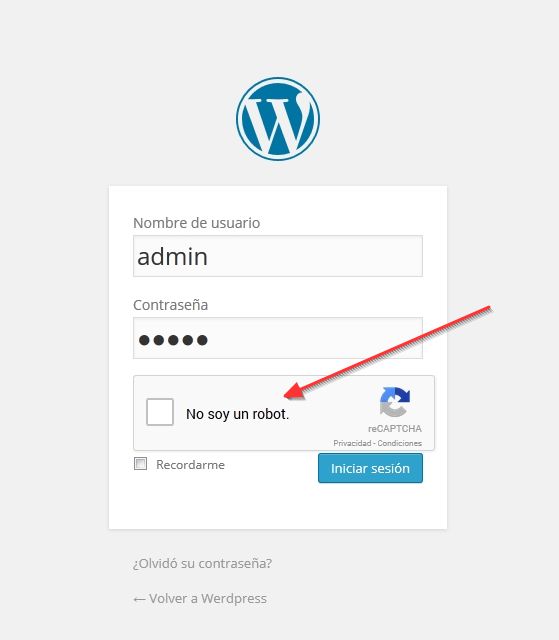 Nombre de usuario
admin
Contraseña
●●●●●
No soy un robot.
reCAPTCHA
Privacidad - Condiciones
Recordarme
Iniciar sesión
¿Olvidó su contraseña?
← Volver a Werdpress